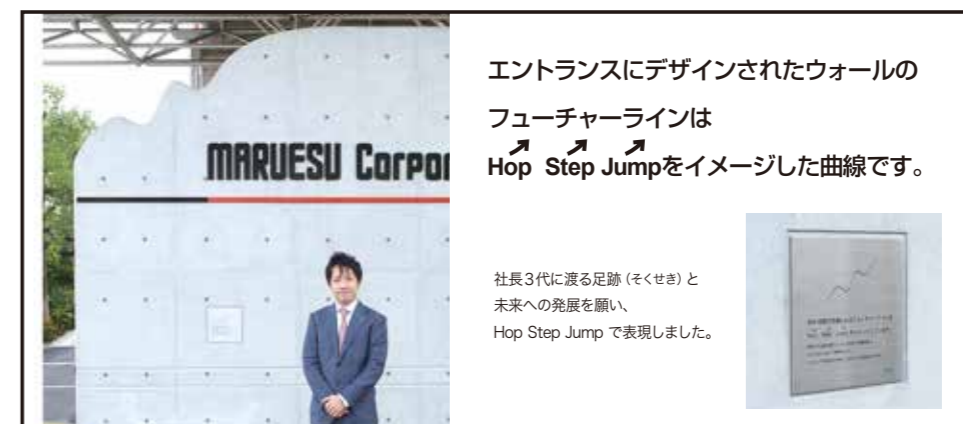 MARUESU Corpor
エントランスにデザインされたウォールの
フューチャーラインは
Hop Step Jumpをイメージした曲線です。
社長3代に渡る足跡(そくせき)と
未来への発展を願い、
Hop Step Jump で表現しました。